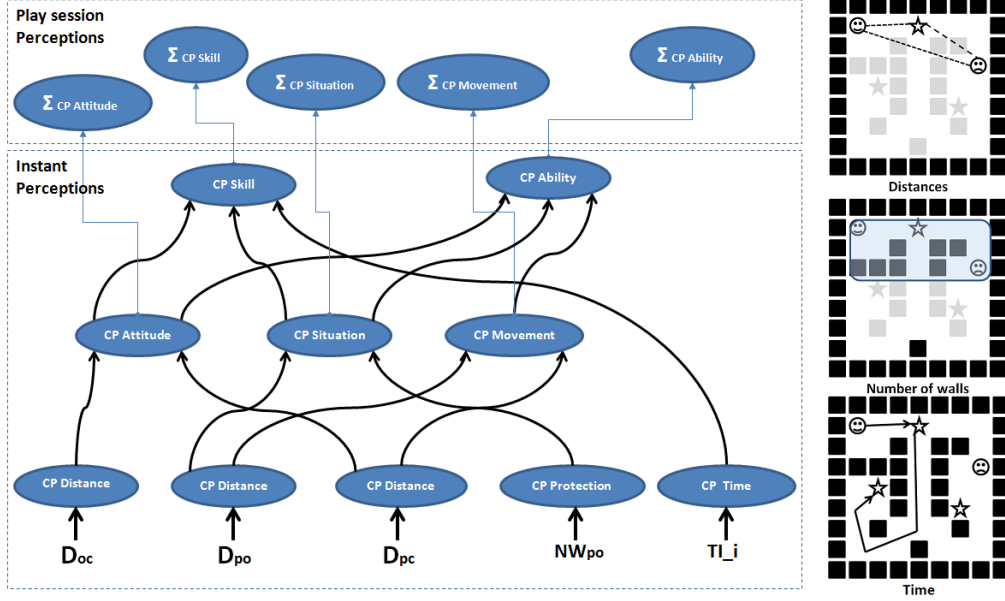 Play session
Perceptions
Σ CP Attitude
Σ CP Skill
Σ CP Situation
Σ CP Movement
Σ CP Ability
Instant
Perceptions
CP Skill
CP Ability
CP Attitude
CP Situation
CP Movement
CP Distance
CP Distance
CP Distance
CP Protection
CP Time
Doc
Dpo
Dpc
NWpo
TI_i
Distances
Number of walls
Time